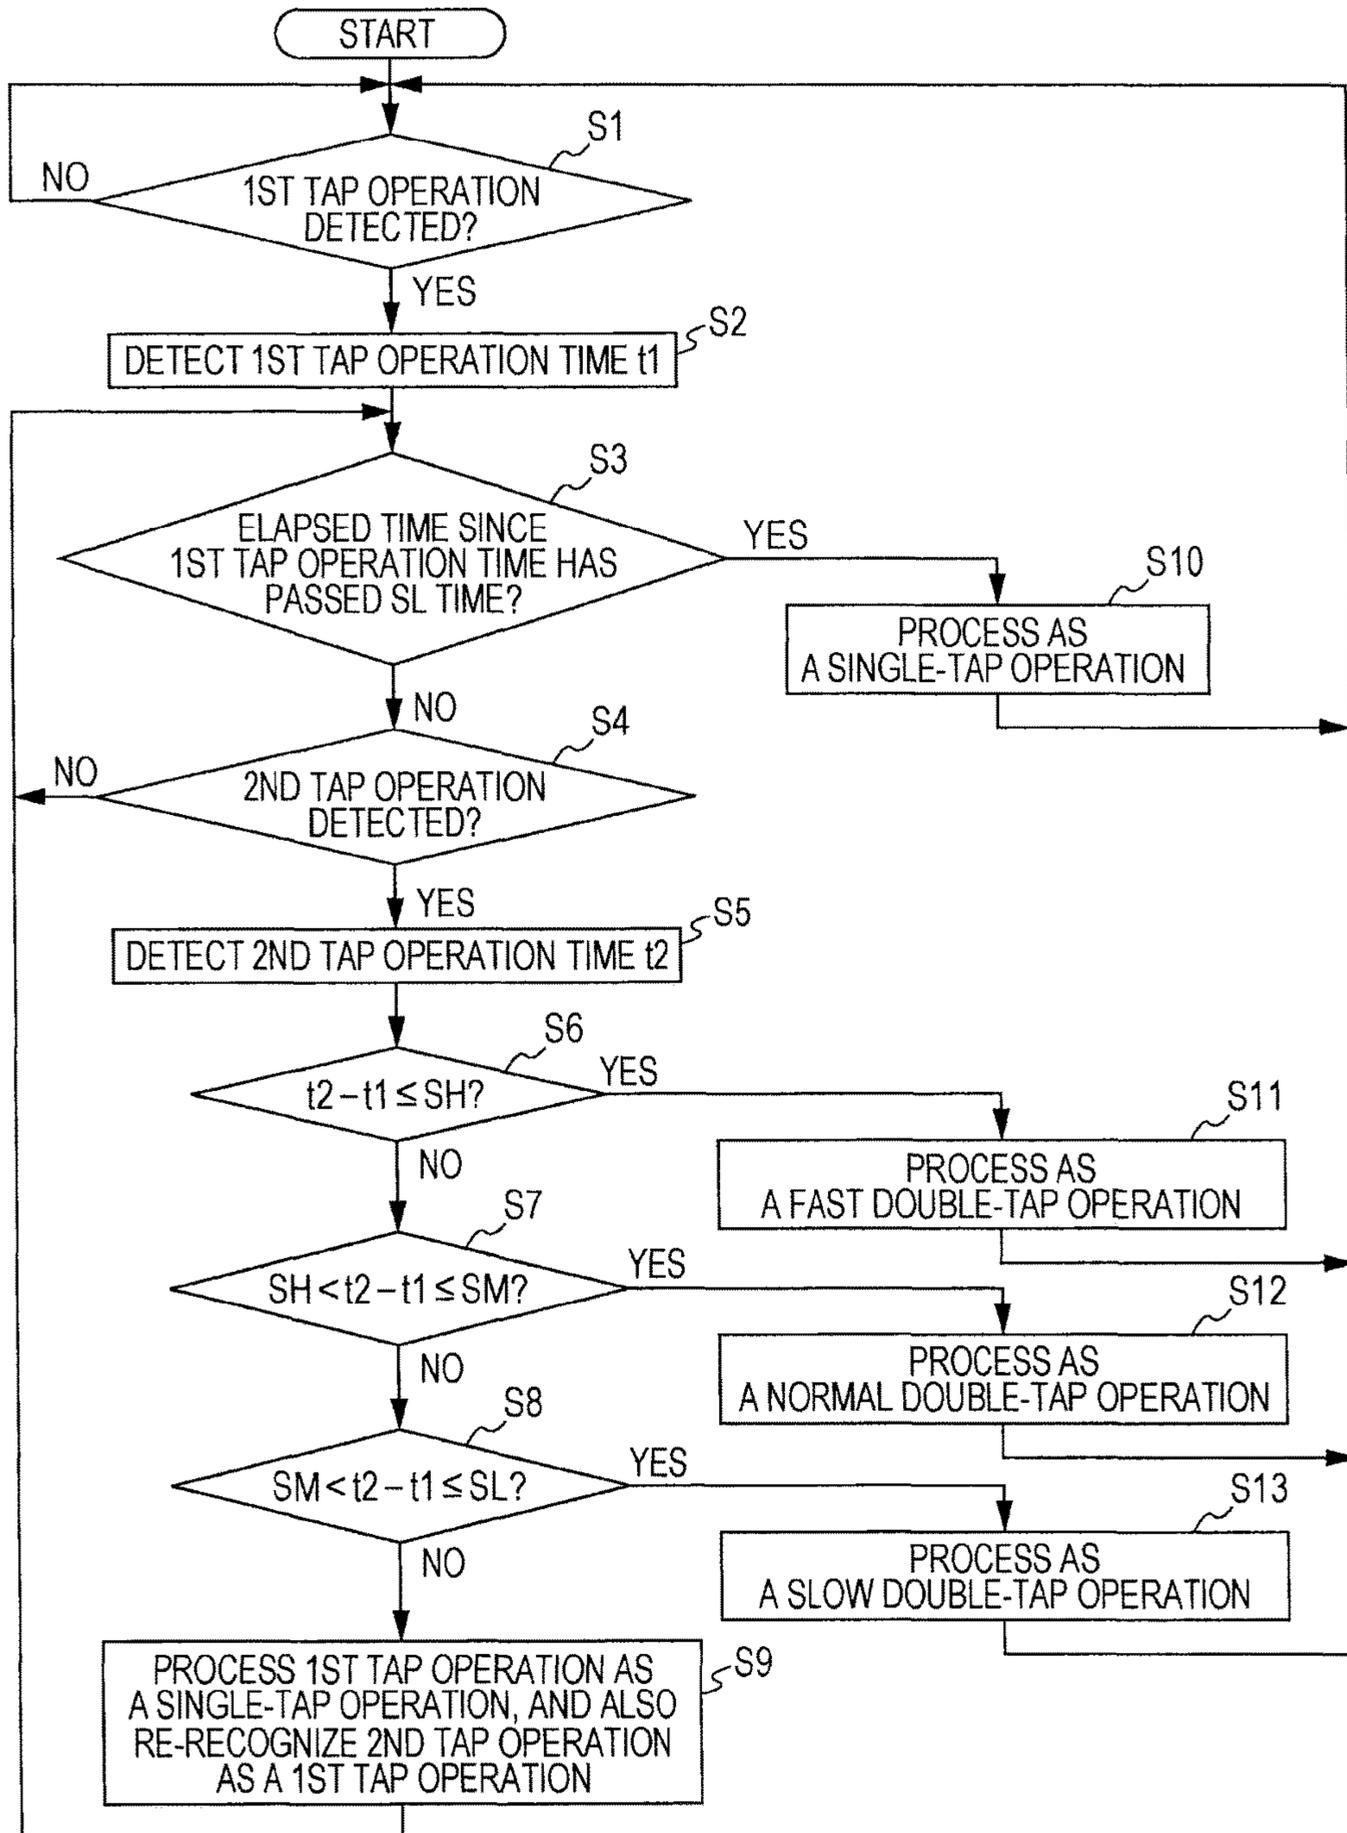 START
S1
NO
1ST TAP OPERATION
DETECTED?
YES
S2
DETECT 1ST TAP OPERATION TIME t1
S3
ELAPSED TIME SINCE
1ST TAP OPERATION TIME HAS
PASSED SL TIME?
YES
S10
PROCESS AS
A SINGLE-TAP OPERATION
NO
S4
NO
2ND TAP OPERATION
DETECTED?
YES
S5
DETECT 2ND TAP OPERATION TIME t2
S6
t2-t1≤SH?
YES
S11
PROCESS AS
A FAST DOUBLE-TAP OPERATION
NO
S7
SH<t2-t1≤SM?
YES
S12
PROCESS AS
A NORMAL DOUBLE-TAP OPERATION
NO
S8
SM<t2-t1≤SL?
YES
S13
PROCESS AS
A SLOW DOUBLE-TAP OPERATION
NO
S9
PROCESS 1ST TAP OPERATION AS
A SINGLE-TAP OPERATION, AND ALSO
RE-RECOGNIZE 2ND TAP OPERATION
AS A 1ST TAP OPERATION